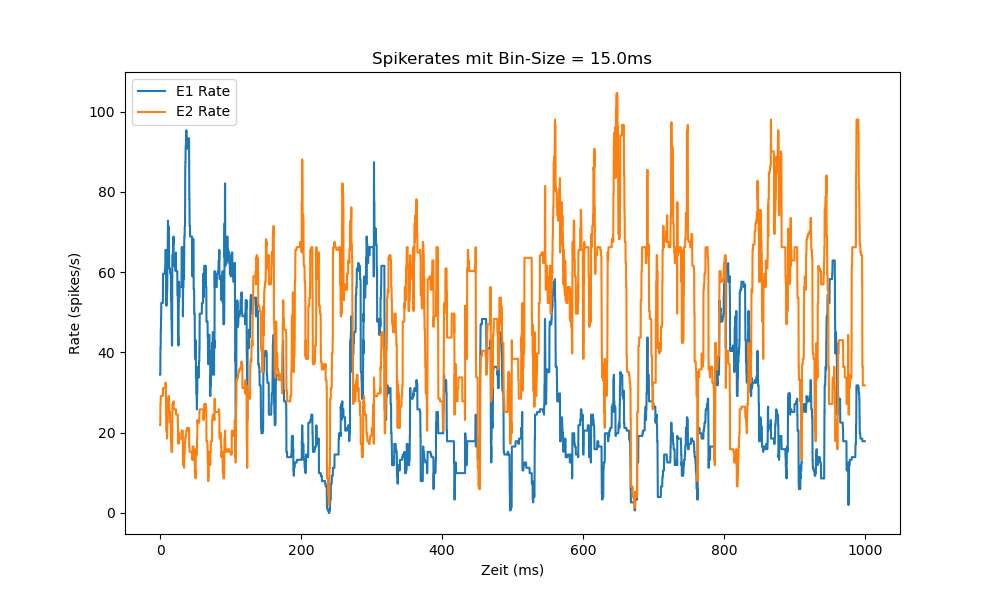 Spikerates mit Bin-Size = 15.0ms
E1 Rate
E2 Rate
100
80
60
40
20
0
Rate (spikes/s)
0 200 400 600 800 1000
Zeit (ms)